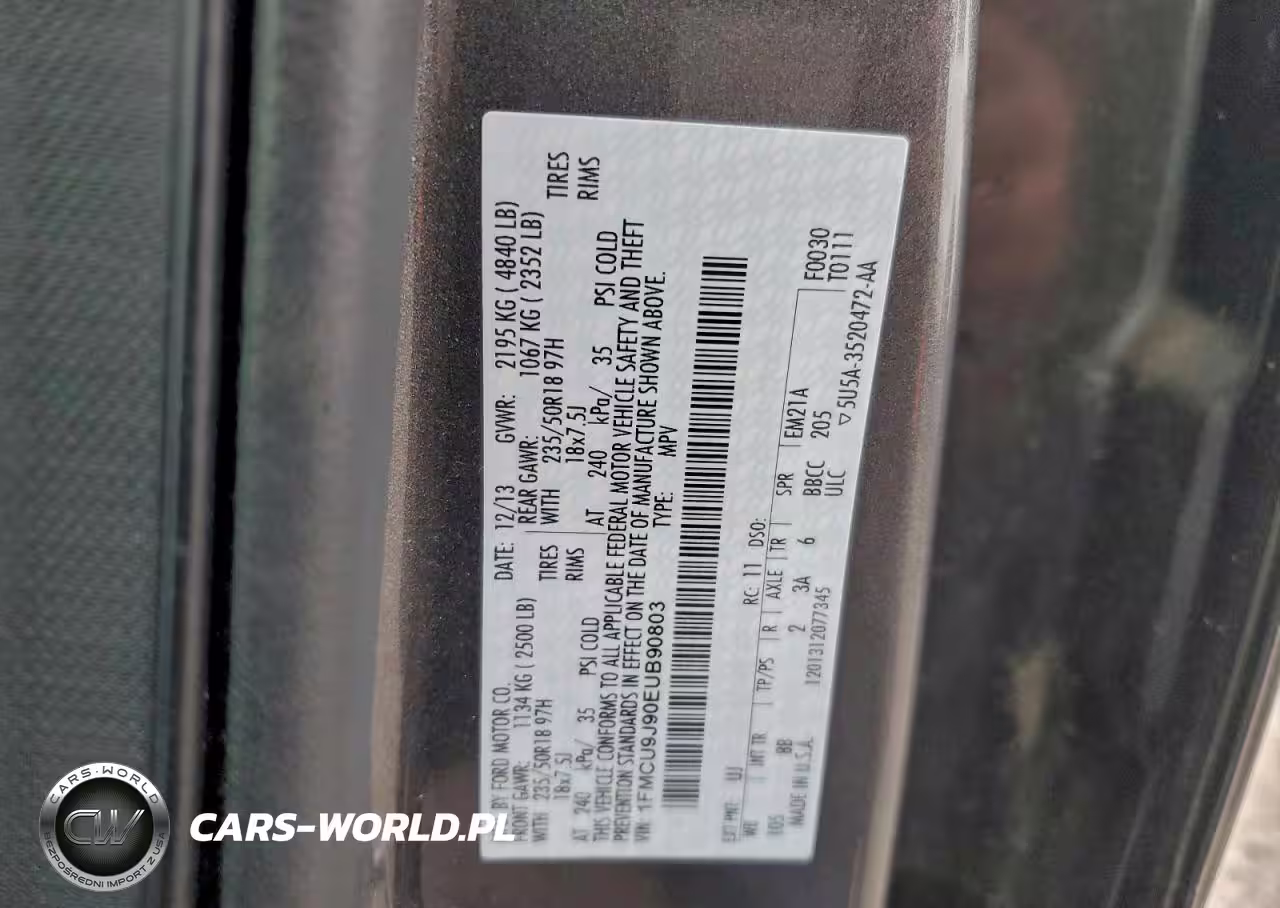 BY FORD MOTOR CO. DATE: 12/13 GVWR: 2195 KG ( 4840 LB)
FRONT GAWR: 1134 KG ( 2500 LB) REAR GAWR: 1067 KG ( 2352 LB)
WITH 235/50R18 97H TIRES WITH 235/50R18 97H TIRES
18x7.5J RIMS 18x7.5J RIMS
AT 240 kPa/ 35 PSI COLD AT 240 kPa/ 35 PSI COLD
THIS VEHICLE CONFORMS TO ALL APPLICABLE FEDERAL MOTOR VEHICLE SAFETY AND THEFT
PREVENTION STANDARDS IN EFFECT ON THE DATE OF MANUFACTURE SHOWN ABOVE.
VIN: 1FMCU9J90EUB90803 TYPE: MPV
EXT PNT: UJ RC: 11 DSO:
WB INT TR TP/PS R AXLE TR SPR EM21A F0030
105 BB 2 3A 6 BBCC 205 T0111
MADE IN U.S.A. 1201312077345 ULC ▽5U5A-3520472-AA
CARS-WORLD
CW
BEZPOŚREDNI IMPORT Z USA
CARS-WORLD.PL